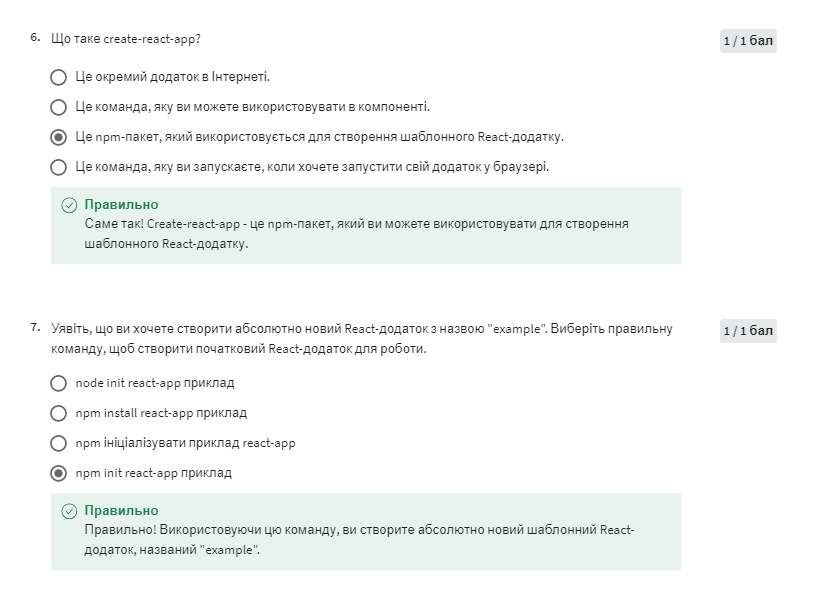 6. Що таке create-react-app?
1 / 1 бал
Це окремий додаток в Інтернеті.
Це команда, яку ви можете використовувати в компоненті.
Це npm-пакет, який використовується для створення шаблонного React-додатку.
Це команда, яку ви запускаєте, коли хочете запустити свій додаток у браузері.
Правильно
Саме так! Create-react-app - це npm-пакет, який ви можете використовувати для створення
шаблонного React-додатку.
7. Уявіть, що ви хочете створити абсолютно новий React-додаток з назвою "example". Виберіть правильну
1 / 1 бал
команду, щоб створити початковий React-додаток для роботи.
node init react-app приклад
npm install react-app приклад
npm ініціалізувати приклад react-app
npm init react-app приклад
Правильно
Правильно! Використовуючи цю команду, ви створите абсолютно новий шаблонний React-
додаток, названий "example".